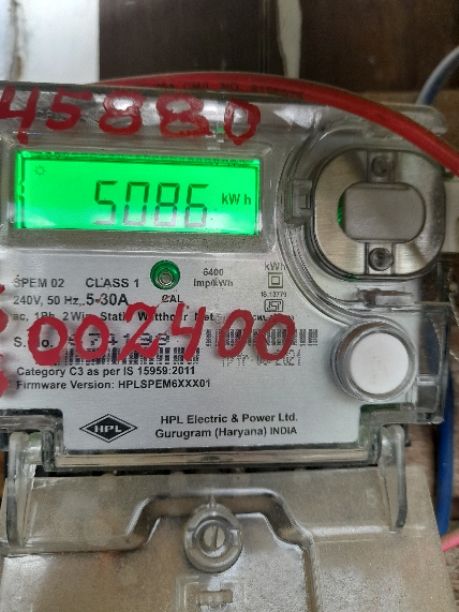 45880
5086 kWh
SPEM 02 CLASS 1
6400 Imp/kWh
kWh
240V, 50 Hz, 5-30A
CAL
002400
Category C3 as per IS 15959:2011
Firmware Version: HPLSPEM6XXX01
HPL
HPL Electric & Power Ltd.
Gurugram (Haryana) INDIA